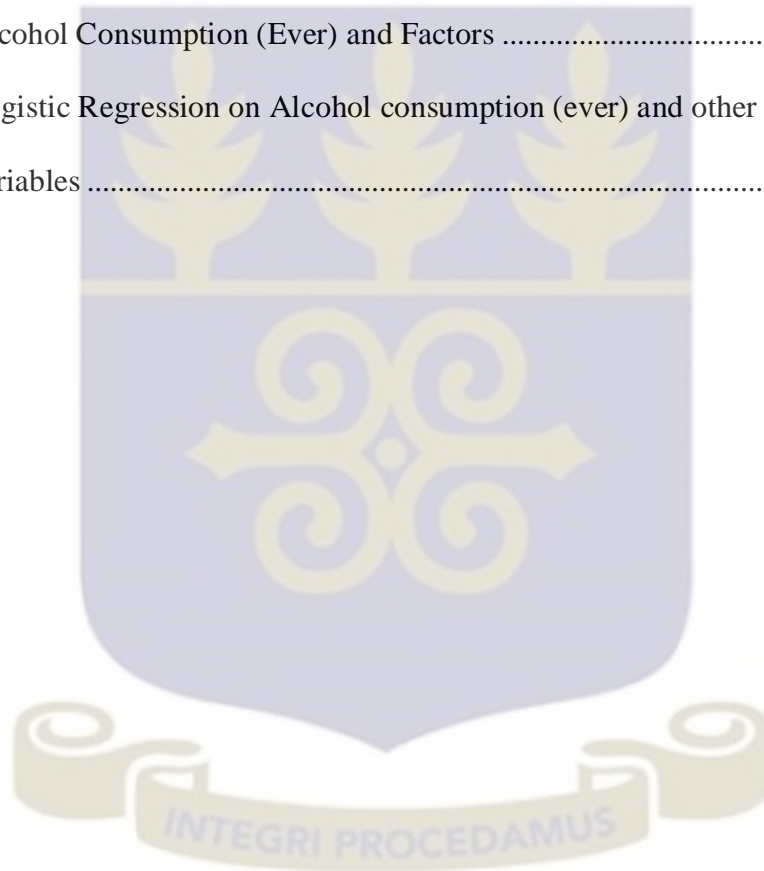 cohol Consumption (Ever) and Factors ....................................
gistic Regression on Alcohol consumption (ever) and other
riables .........................................................................................
INTEGRI PROCEDAMUS